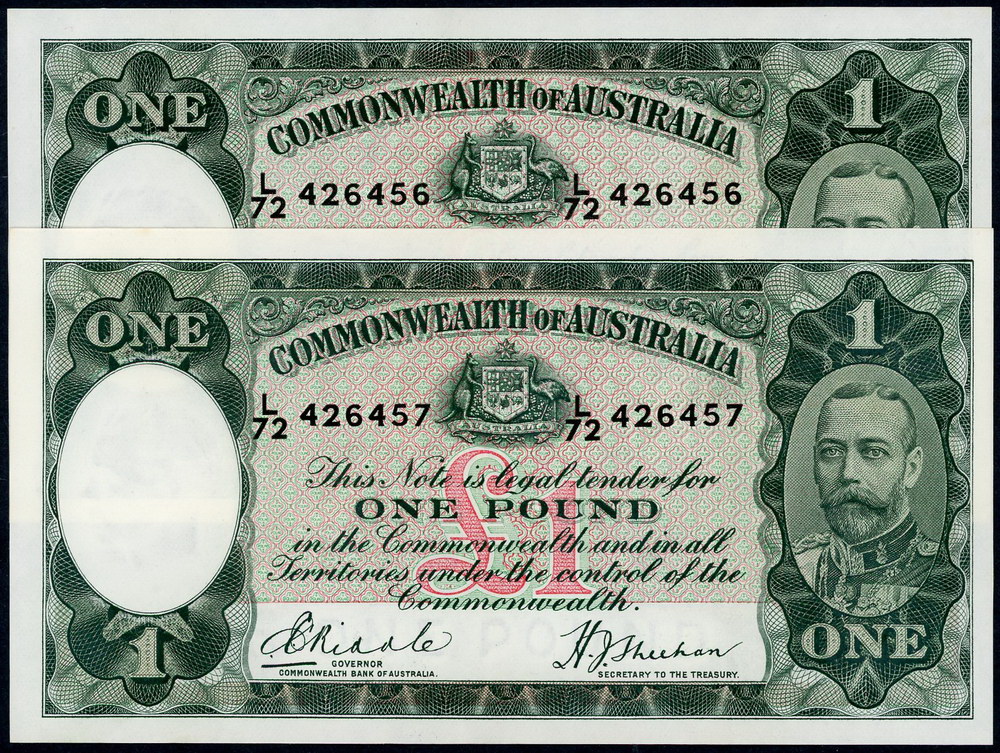 ONE
1
COMMONWEALTH OF AUSTRALIA
L/72 426456
L/72 426456
AUSTRALIA
ONE
1
COMMONWEALTH OF AUSTRALIA
L/72 426457
L/72 426457
AUSTRALIA
£1
This Note is legal tender for
ONE POUND
in the Commonwealth and in all
Territories under the control of the
Commonwealth.
1
E Riddle
GOVERNOR
COMMONWEALTH BANK OF AUSTRALIA.
H. J. Sheehan
SECRETARY TO THE TREASURY.
ONE